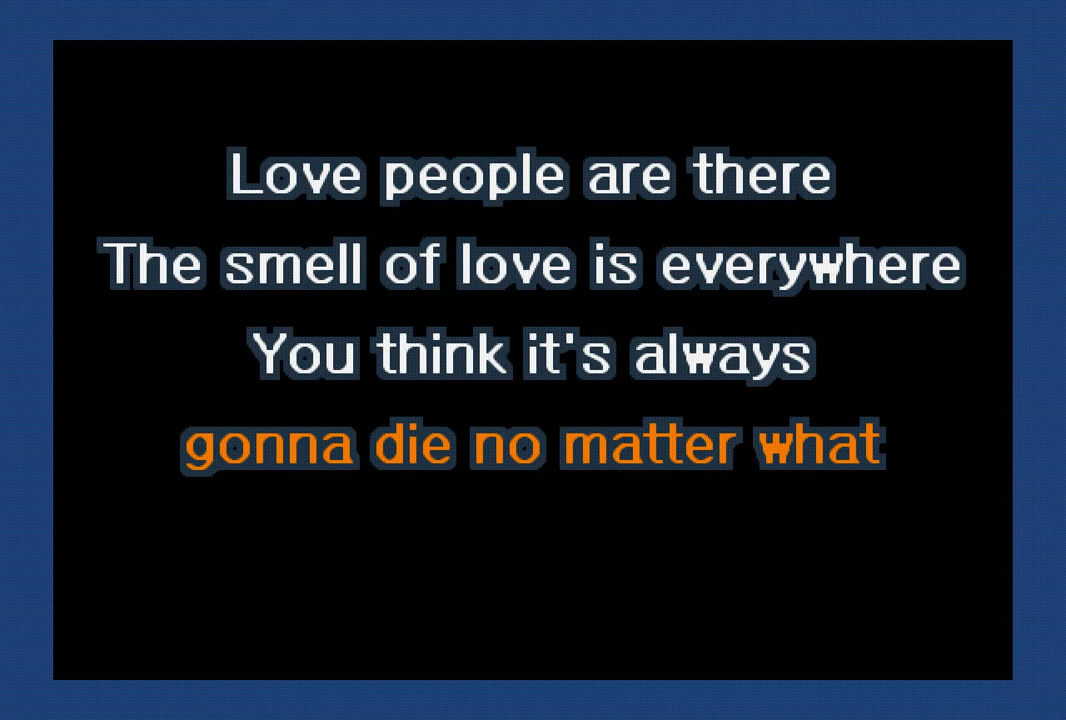 Love people are there
The smell of love is everywhere
You think it's always
gonna die no matter what